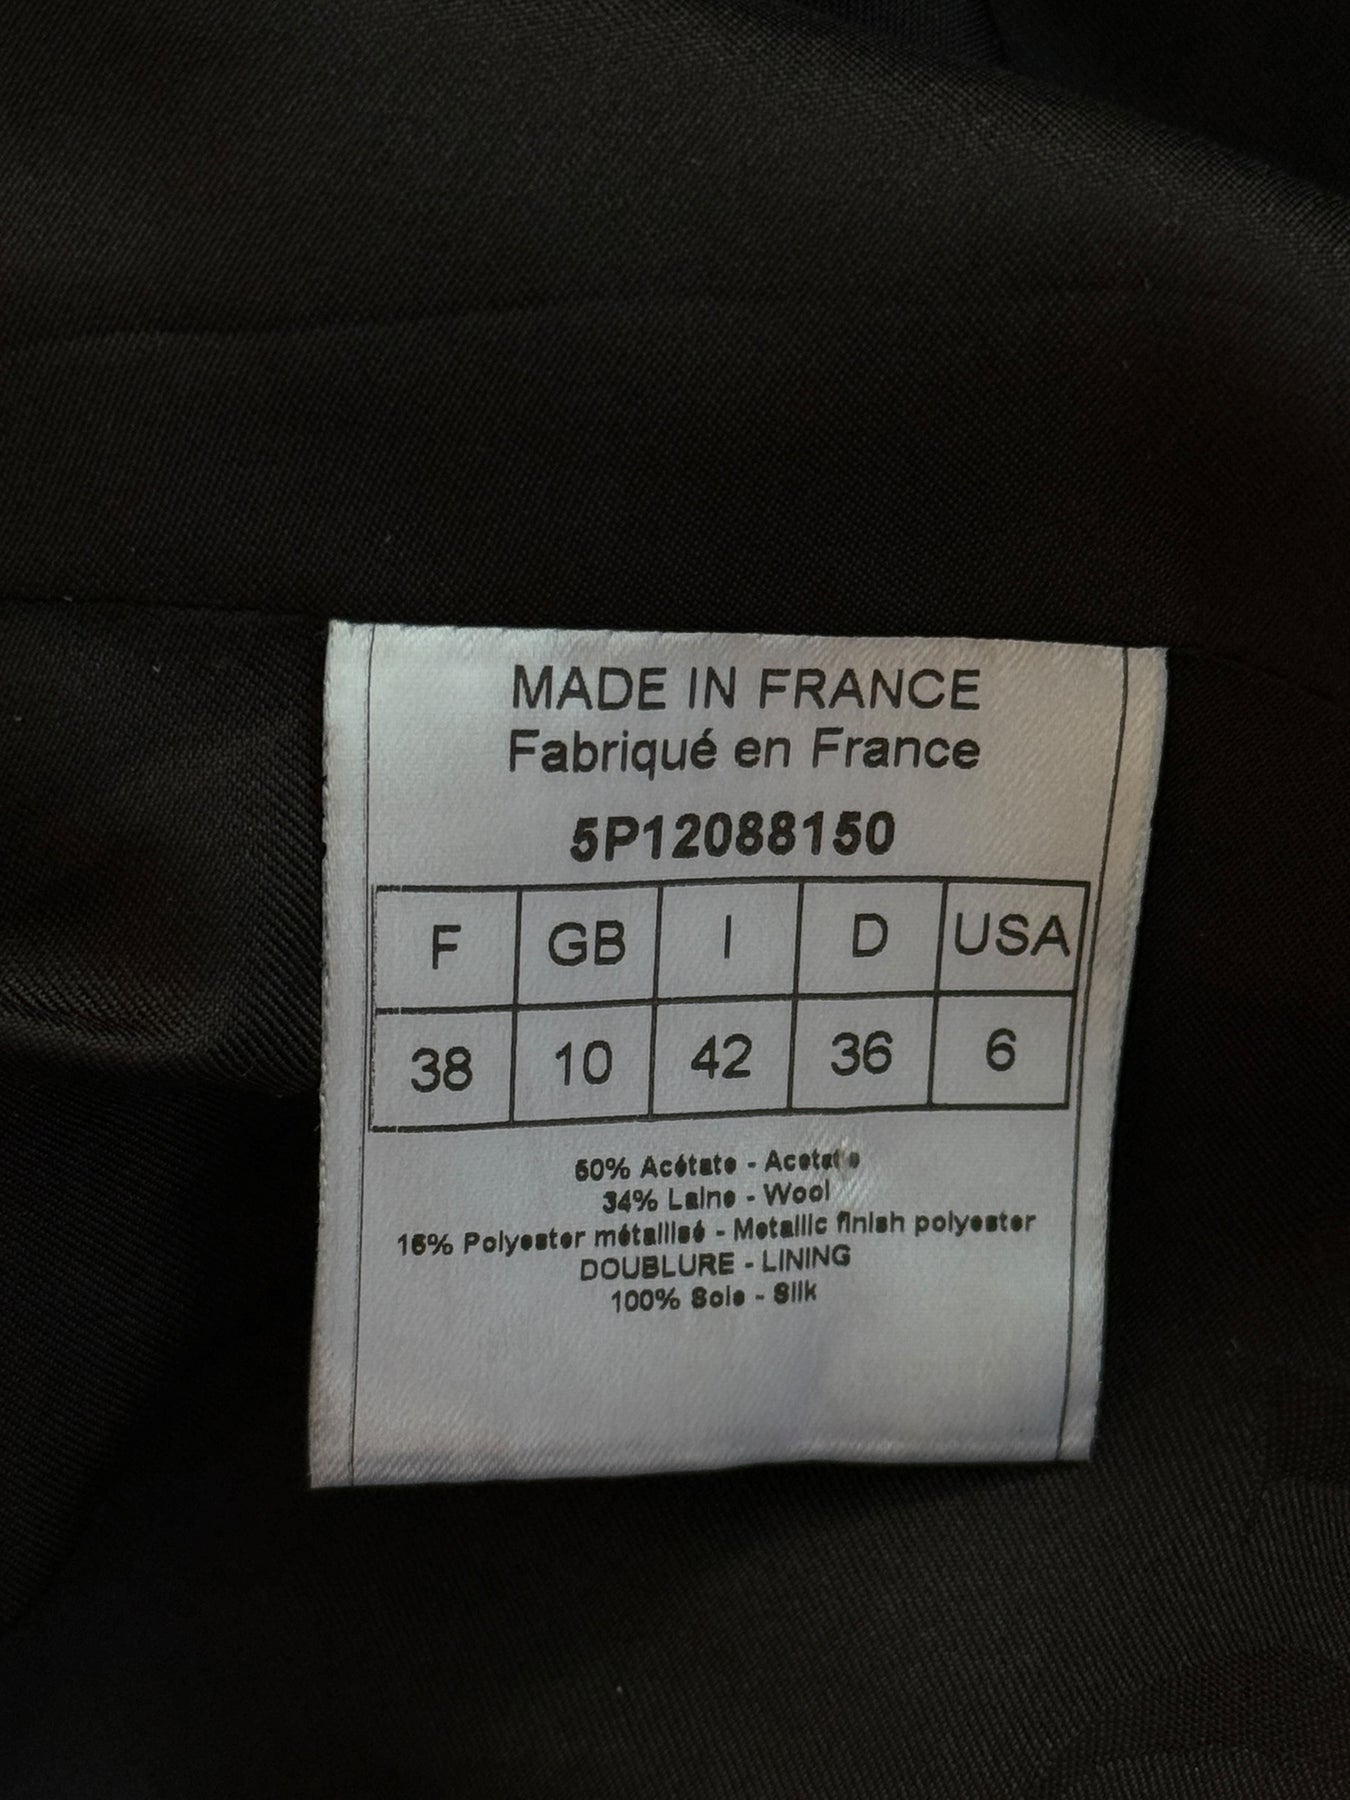 MADE IN FRANCE
Fabriqué en France
5P12088150
F GB I D USA
38 10 42 36 6
50% Acétate - Acetate
34% Laine - Wool
16% Polyester métallisé - Metallic finish polyester
DOUBLURE - LINING
100% Soie - Silk